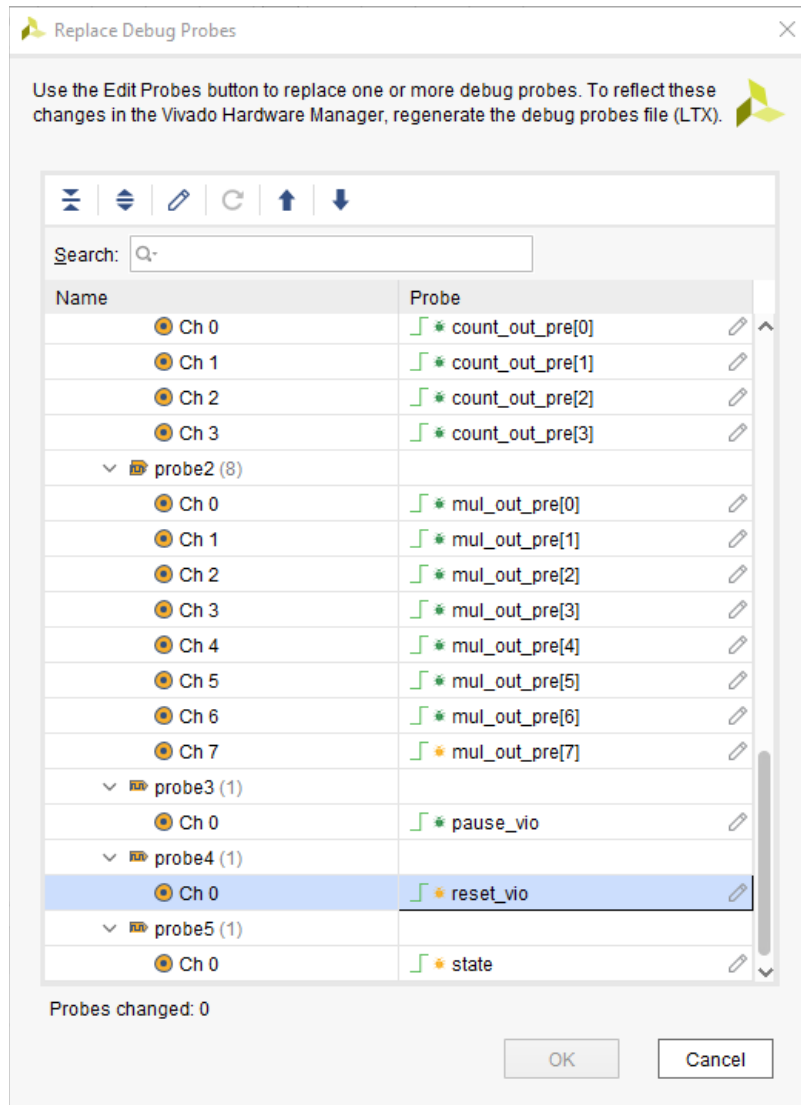 Replace Debug Probes
Use the Edit Probes button to replace one or more debug probes. To reflect these
changes in the Vivado Hardware Manager, regenerate the debug probes file (LTX).
Search:
Name Probe
Ch 0 count_out_pre[0]
Ch 1 count_out_pre[1]
Ch 2 count_out_pre[2]
Ch 3 count_out_pre[3]
probe2 (8)
Ch 0 mul_out_pre[0]
Ch 1 mul_out_pre[1]
Ch 2 mul_out_pre[2]
Ch 3 mul_out_pre[3]
Ch 4 mul_out_pre[4]
Ch 5 mul_out_pre[5]
Ch 6 mul_out_pre[6]
Ch 7 mul_out_pre[7]
probe3 (1)
Ch 0 pause_vio
probe4 (1)
Ch 0 reset_vio
probe5 (1)
Ch 0 state
Probes changed: 0
OK Cancel